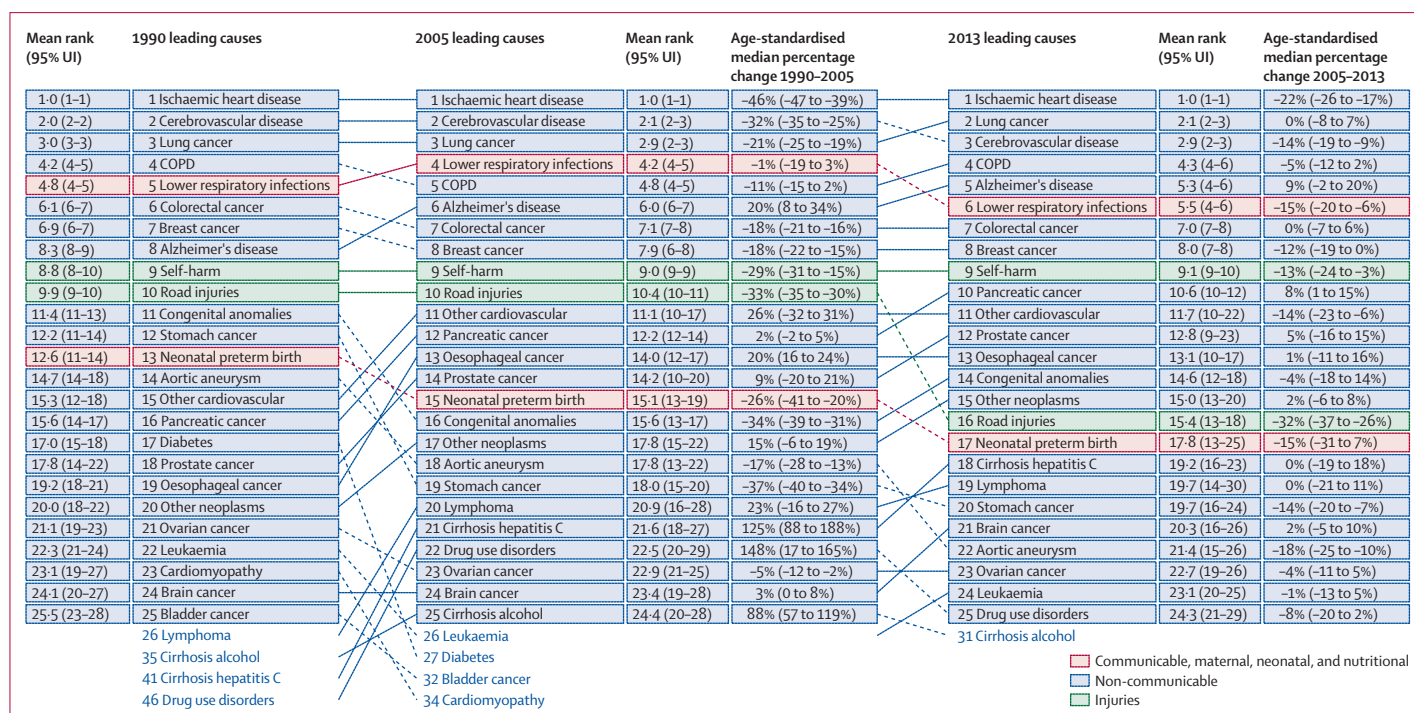 Mean rank (95% UI) 1990 leading causes 2005 leading causes Mean rank (95% UI) Age-standardised median percentage change 1990–2005 2013 leading causes Mean rank (95% UI) Age-standardised median percentage change 2005–2013
1·0 (1–1) 1 Ischaemic heart disease 1 Ischaemic heart disease 1·0 (1–1) –46% (–47 to –39%) 1 Ischaemic heart disease 1·0 (1–1) –22% (–26 to –17%)
2·0 (2–2) 2 Cerebrovascular disease 2 Cerebrovascular disease 2·1 (2–3) –32% (–35 to –25%) 2 Lung cancer 2·1 (2–3) 0% (–8 to 7%)
3·0 (3–3) 3 Lung cancer 3 Lung cancer 2·9 (2–3) –21% (–25 to –19%) 3 Cerebrovascular disease 2·9 (2–3) –14% (–19 to –9%)
4·2 (4–5) 4 COPD 4 Lower respiratory infections 4·2 (4–5) –1% (–19 to 3%) 4 COPD 4·3 (4–6) –5% (–12 to 2%)
4·8 (4–5) 5 Lower respiratory infections 5 COPD 4·8 (4–5) –11% (–15 to 2%) 5 Alzheimer's disease 5·3 (4–6) 9% (–2 to 20%)
6·1 (6–7) 6 Colorectal cancer 6 Alzheimer's disease 6·0 (6–7) 20% (8 to 34%) 6 Lower respiratory infections 5·5 (4–6) –15% (–20 to –6%)
6·9 (6–7) 7 Breast cancer 7 Colorectal cancer 7·1 (7–8) –18% (–21 to –16%) 7 Colorectal cancer 7·0 (7–8) 0% (–7 to 6%)
8·3 (8–9) 8 Alzheimer's disease 8 Breast cancer 7·9 (6–8) –18% (–22 to –15%) 8 Breast cancer 8·0 (7–8) –12% (–19 to 0%)
8·8 (8–10) 9 Self-harm 9 Self-harm 9·0 (9–9) –29% (–31 to –15%) 9 Self-harm 9·1 (9–10) –13% (–24 to –3%)
9·9 (9–10) 10 Road injuries 10 Road injuries 10·4 (10–11) –33% (–35 to –30%) 10 Pancreatic cancer 10·6 (10–12) 8% (1 to 15%)
11·4 (11–13) 11 Congenital anomalies 11 Other cardiovascular 11·1 (10–17) 26% (–32 to 31%) 11 Other cardiovascular 11·7 (10–22) –14% (–23 to –6%)
12·2 (11–14) 12 Stomach cancer 12 Pancreatic cancer 12·2 (12–14) 2% (–2 to 5%) 12 Prostate cancer 12·8 (9–23) 5% (–16 to 15%)
12·6 (11–14) 13 Neonatal preterm birth 13 Oesophageal cancer 14·0 (12–17) 20% (16 to 24%) 13 Oesophageal cancer 13·1 (10–17) 1% (–11 to 16%)
14·7 (14–18) 14 Aortic aneurysm 14 Prostate cancer 14·2 (10–20) 9% (–20 to 21%) 14 Congenital anomalies 14·6 (12–18) –4% (–18 to 14%)
15·3 (12–18) 15 Other cardiovascular 15 Neonatal preterm birth 15·1 (13–19) –26% (–41 to –20%) 15 Other neoplasms 15·0 (13–20) 2% (–6 to 8%)
15·6 (14–17) 16 Pancreatic cancer 16 Congenital anomalies 15·6 (13–17) –34% (–39 to –31%) 16 Road injuries 15·4 (13–18) –32% (–37 to –26%)
17·0 (15–18) 17 Diabetes 17 Other neoplasms 17·8 (15–22) 15% (–6 to 19%) 17 Neonatal preterm birth 17·8 (13–25) –15% (–31 to 7%)
17·8 (14–22) 18 Prostate cancer 18 Aortic aneurysm 17·8 (13–22) –17% (–28 to –13%) 18 Cirrhosis hepatitis C 19·2 (16–23) 0% (–19 to 18%)
19·2 (18–21) 19 Oesophageal cancer 19 Stomach cancer 18·0 (15–20) –37% (–40 to –34%) 19 Lymphoma 19·7 (14–30) 0% (–21 to 11%)
20·0 (18–22) 20 Other neoplasms 20 Lymphoma 20·9 (16–28) 23% (–16 to 27%) 20 Stomach cancer 19·7 (16–24) –14% (–20 to –7%)
21·1 (19–23) 21 Ovarian cancer 21 Cirrhosis hepatitis C 21·6 (18–27) 125% (88 to 188%) 21 Brain cancer 20·3 (16–26) 2% (–5 to 10%)
22·3 (21–24) 22 Leukaemia 22 Drug use disorders 22·5 (20–29) 148% (17 to 165%) 22 Aortic aneurysm 21·4 (15–26) –18% (–25 to –10%)
23·1 (19–27) 23 Cardiomyopathy 23 Ovarian cancer 22·9 (21–25) –5% (–12 to –2%) 23 Ovarian cancer 22·7 (19–26) –4% (–11 to 5%)
24·1 (20–27) 24 Brain cancer 24 Brain cancer 23·4 (19–28) 3% (0 to 8%) 24 Leukaemia 23·1 (20–25) –1% (–13 to 5%)
25·5 (23–28) 25 Bladder cancer 25 Cirrhosis alcohol 24·4 (20–28) 88% (57 to 119%) 25 Drug use disorders 24·3 (21–29) –8% (–20 to 2%)
26 Lymphoma 26 Leukaemia 31 Cirrhosis alcohol
35 Cirrhosis alcohol 27 Diabetes
41 Cirrhosis hepatitis C 32 Bladder cancer
46 Drug use disorders 34 Cardiomyopathy
Communicable, maternal, neonatal, and nutritional
Non-communicable
Injuries